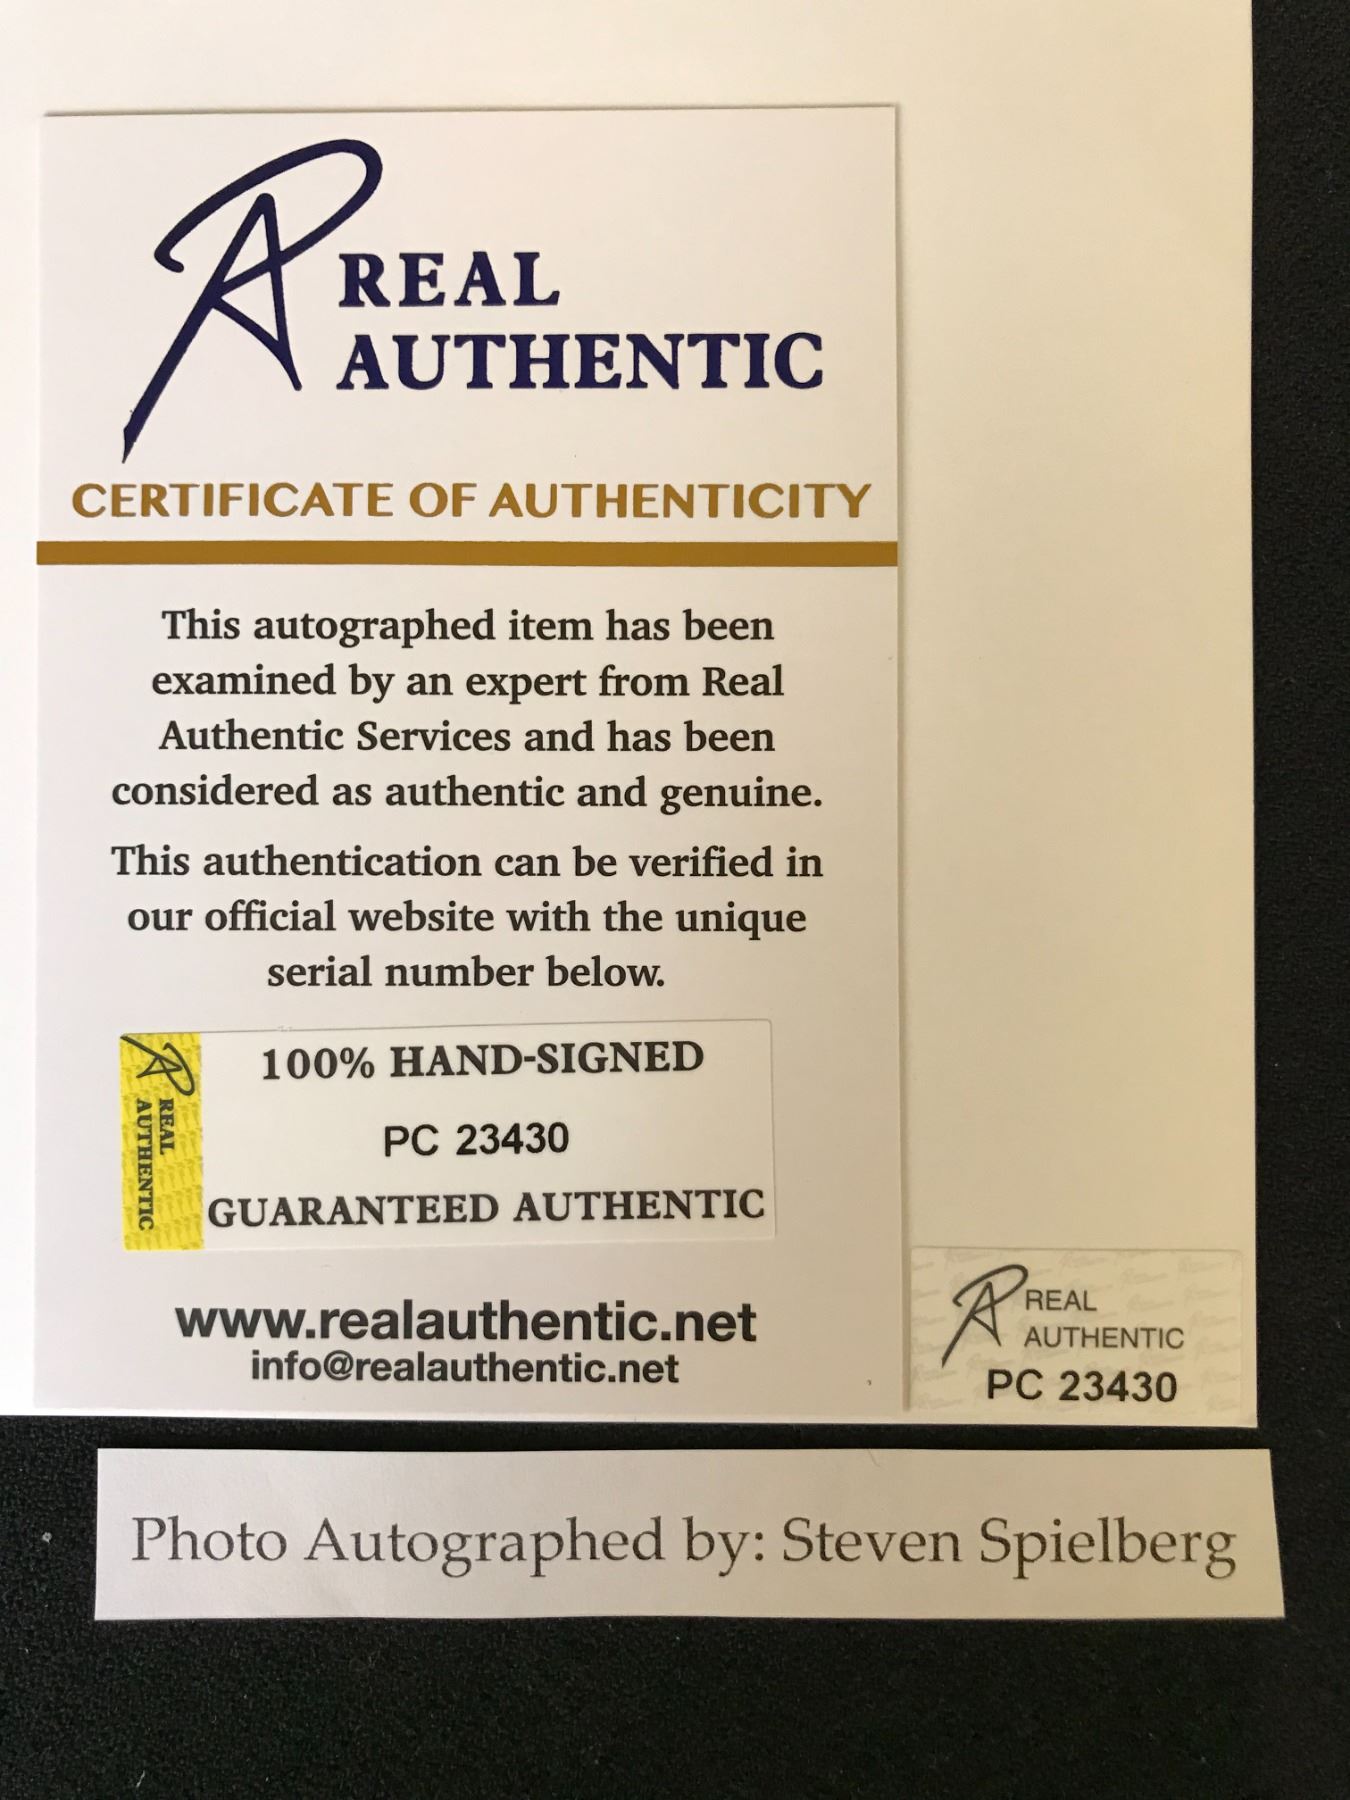 REAL
AUTHENTIC
CERTIFICATE OF AUTHENTICITY
This autographed item has been
examined by an expert from Real
Authentic Services and has been
considered as authentic and genuine.
This authentication can be verified in
our official website with the unique
serial number below.
REAL
AUTHENTIC
100% HAND-SIGNED
PC 23430
GUARANTEED AUTHENTIC
www.realauthentic.net
info@realauthentic.net
REAL
AUTHENTIC
PC 23430
Photo Autographed by: Steven Spielberg